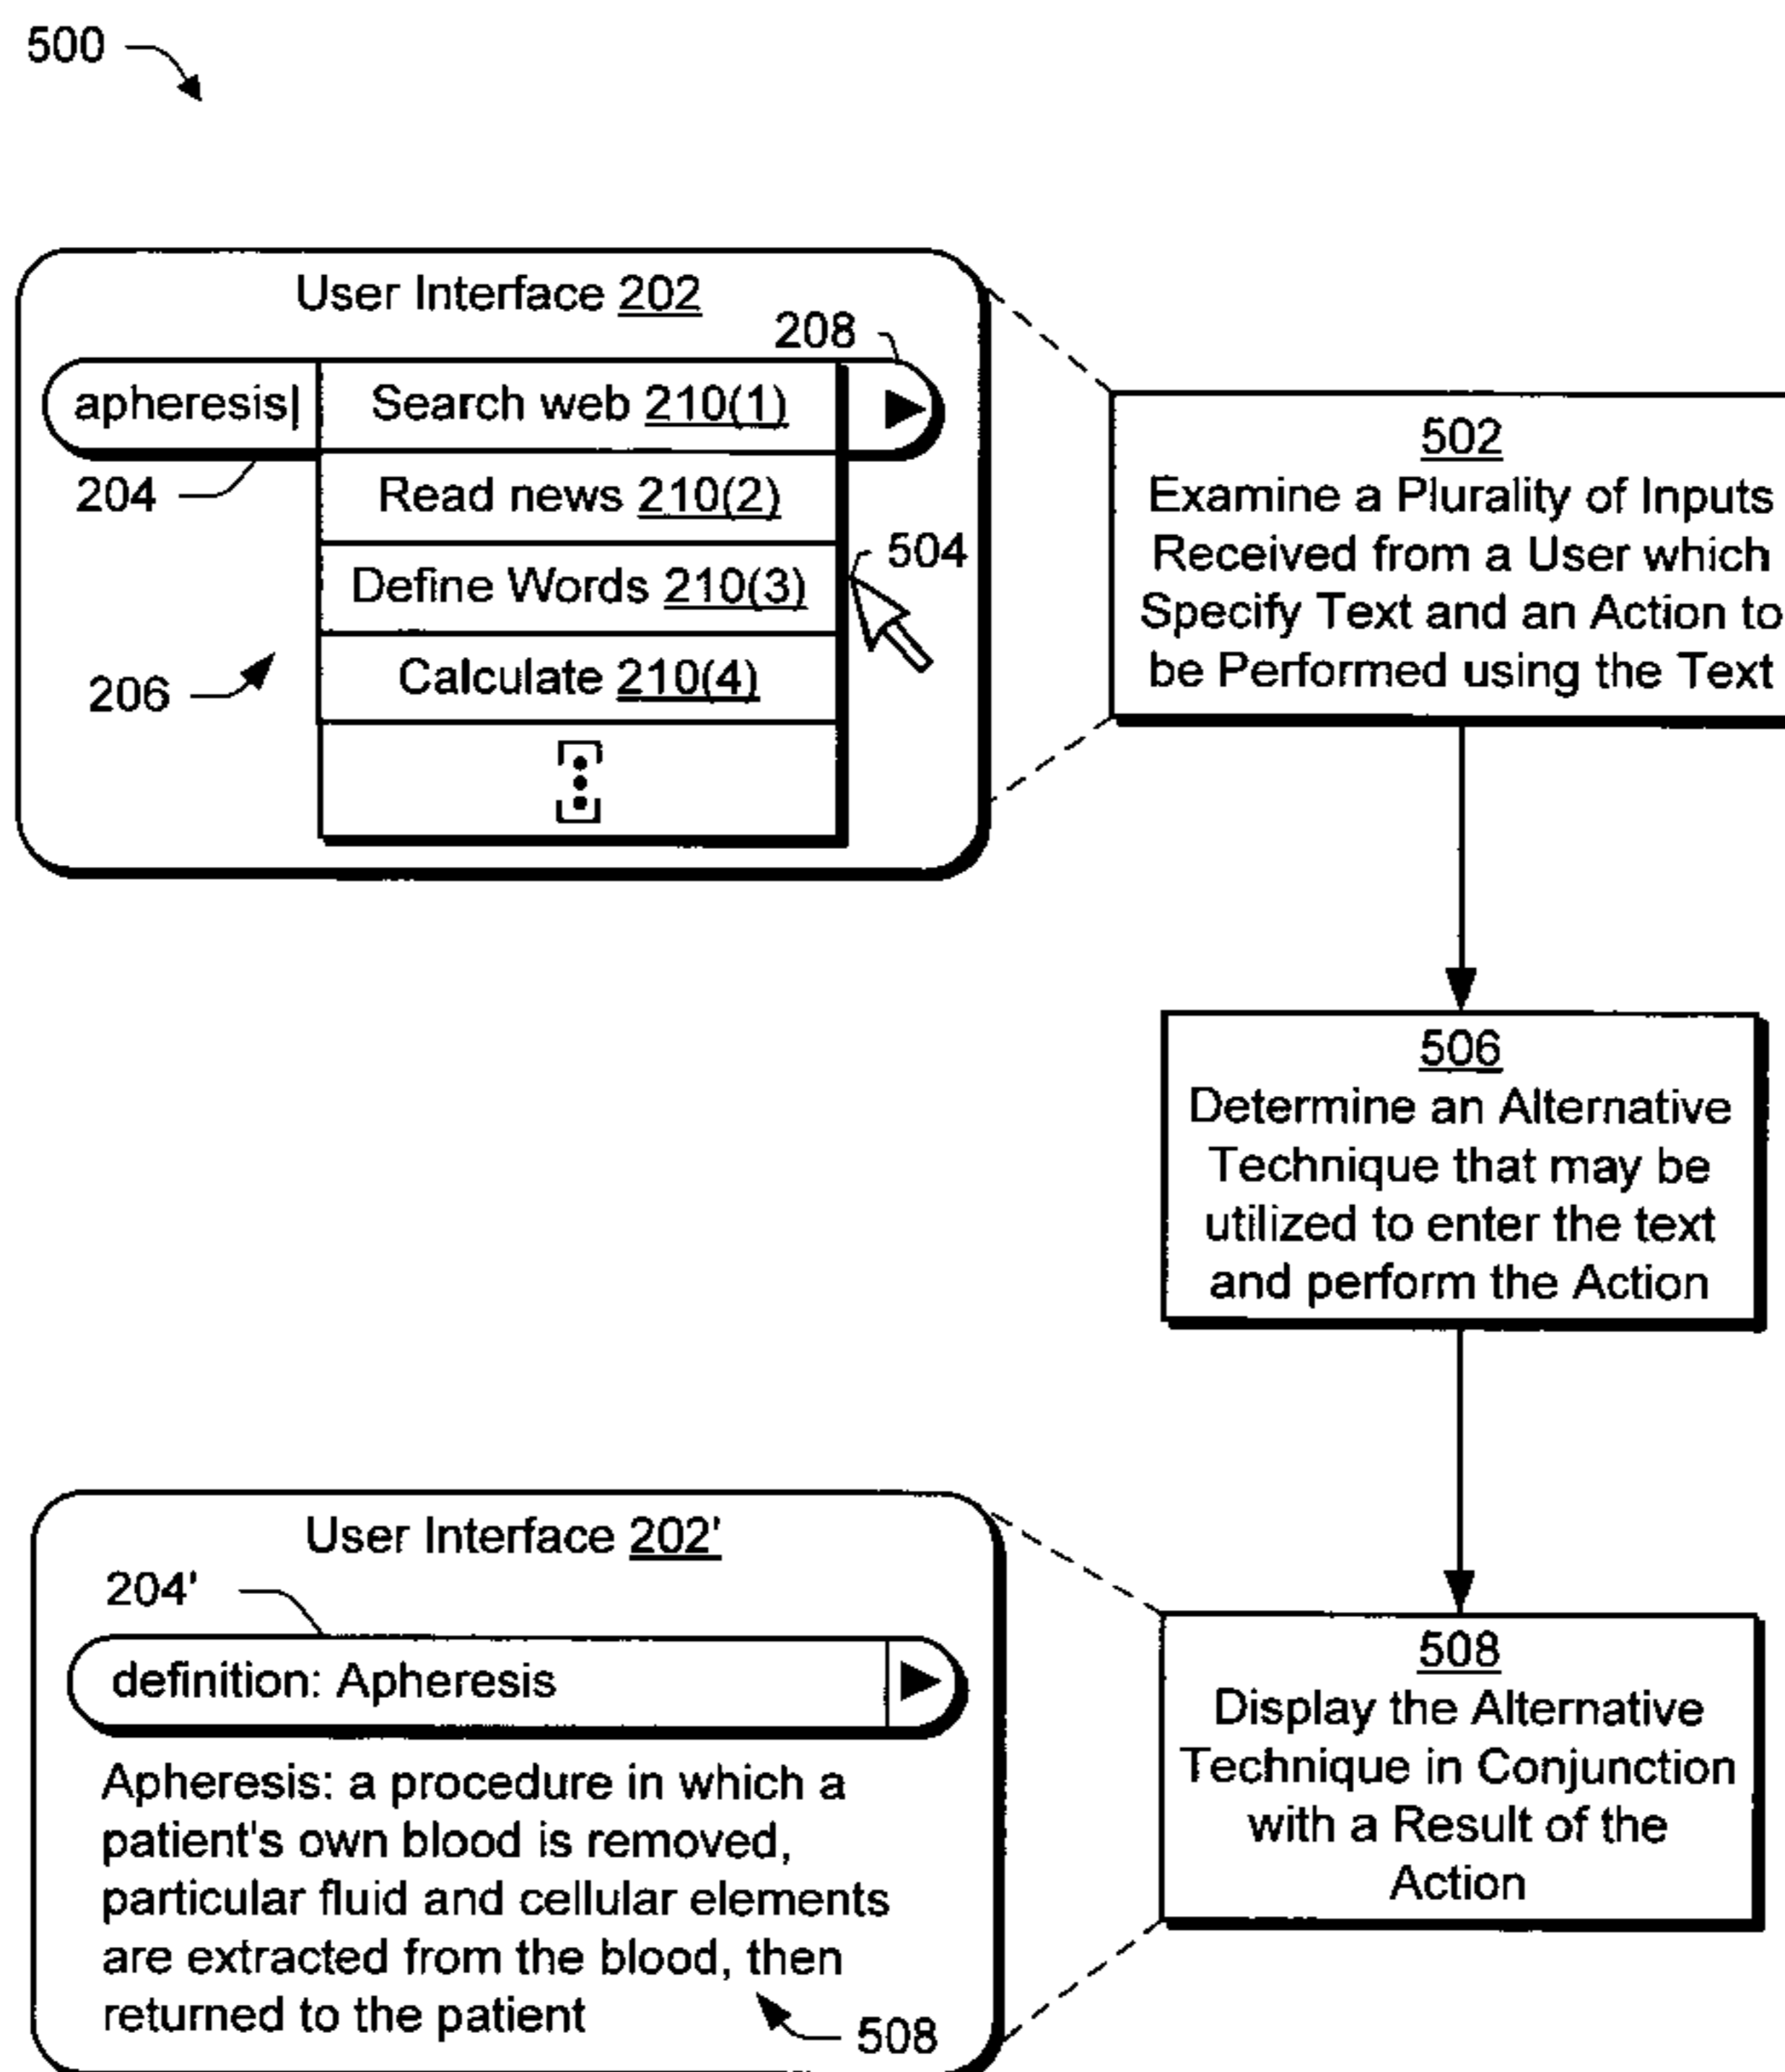 500
User Interface 202
208
apheresis
Search web 210(1)
204
Read news 210(2)
504
Define Words 210(3)
206
Calculate 210(4)
502
Examine a Plurality of Inputs
Received from a User which
Specify Text and an Action to
be Performed using the Text
506
Determine an Alternative
Technique that may be
utilized to enter the text
and perform the Action
User Interface 202'
204'
definition: Apheresis
Apheresis: a procedure in which a
patient's own blood is removed,
particular fluid and cellular elements
are extracted from the blood, then
returned to the patient
508
508
Display the Alternative
Technique in Conjunction
with a Result of the
Action